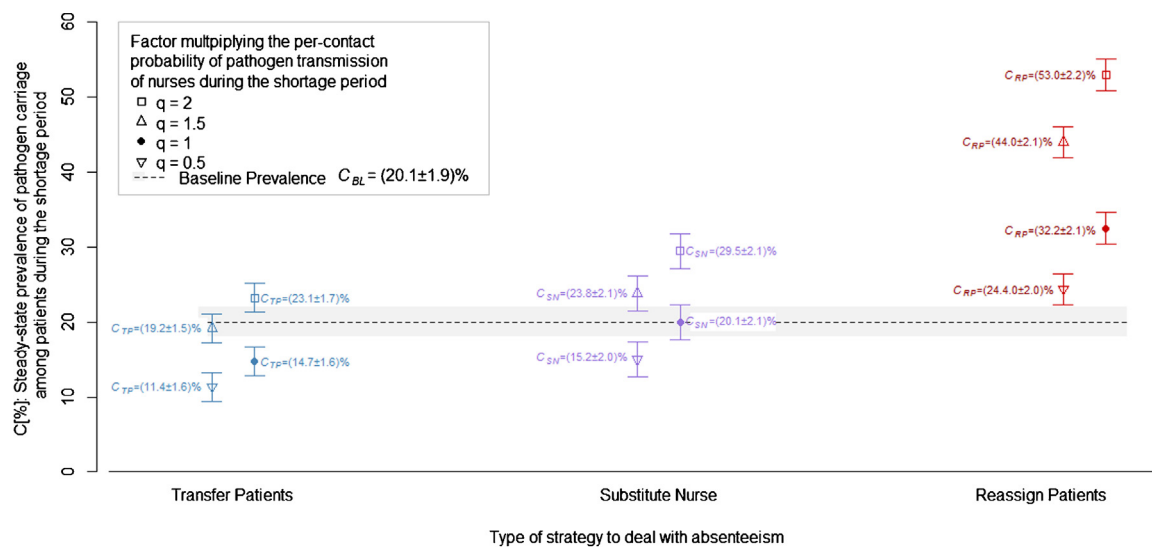 C[%]: Steady-state prevalence of pathogen carriage
among patients during the shortage period
60
50
40
30
20
10
0
Factor multpiplying the per-contact
probability of pathogen transmission
of nurses during the shortage period
q = 2
q = 1.5
q = 1
q = 0.5
Baseline Prevalence C_BL = (20.1±1.9)%
C_TP=(23.1±1.7)%
C_TP=(19.2±1.5)%
C_TP=(14.7±1.6)%
C_TP=(11.4±1.6)%
C_SN=(29.5±2.1)%
C_SN=(23.8±2.1)%
C_SN=(20.1±2.1)%
C_SN=(15.2±2.0)%
C_RP=(53.0±2.2)%
C_RP=(44.0±2.1)%
C_RP=(32.2±2.1)%
C_RP=(24.4.0±2.0)%
Transfer Patients
Substitute Nurse
Reassign Patients
Type of strategy to deal with absenteeism